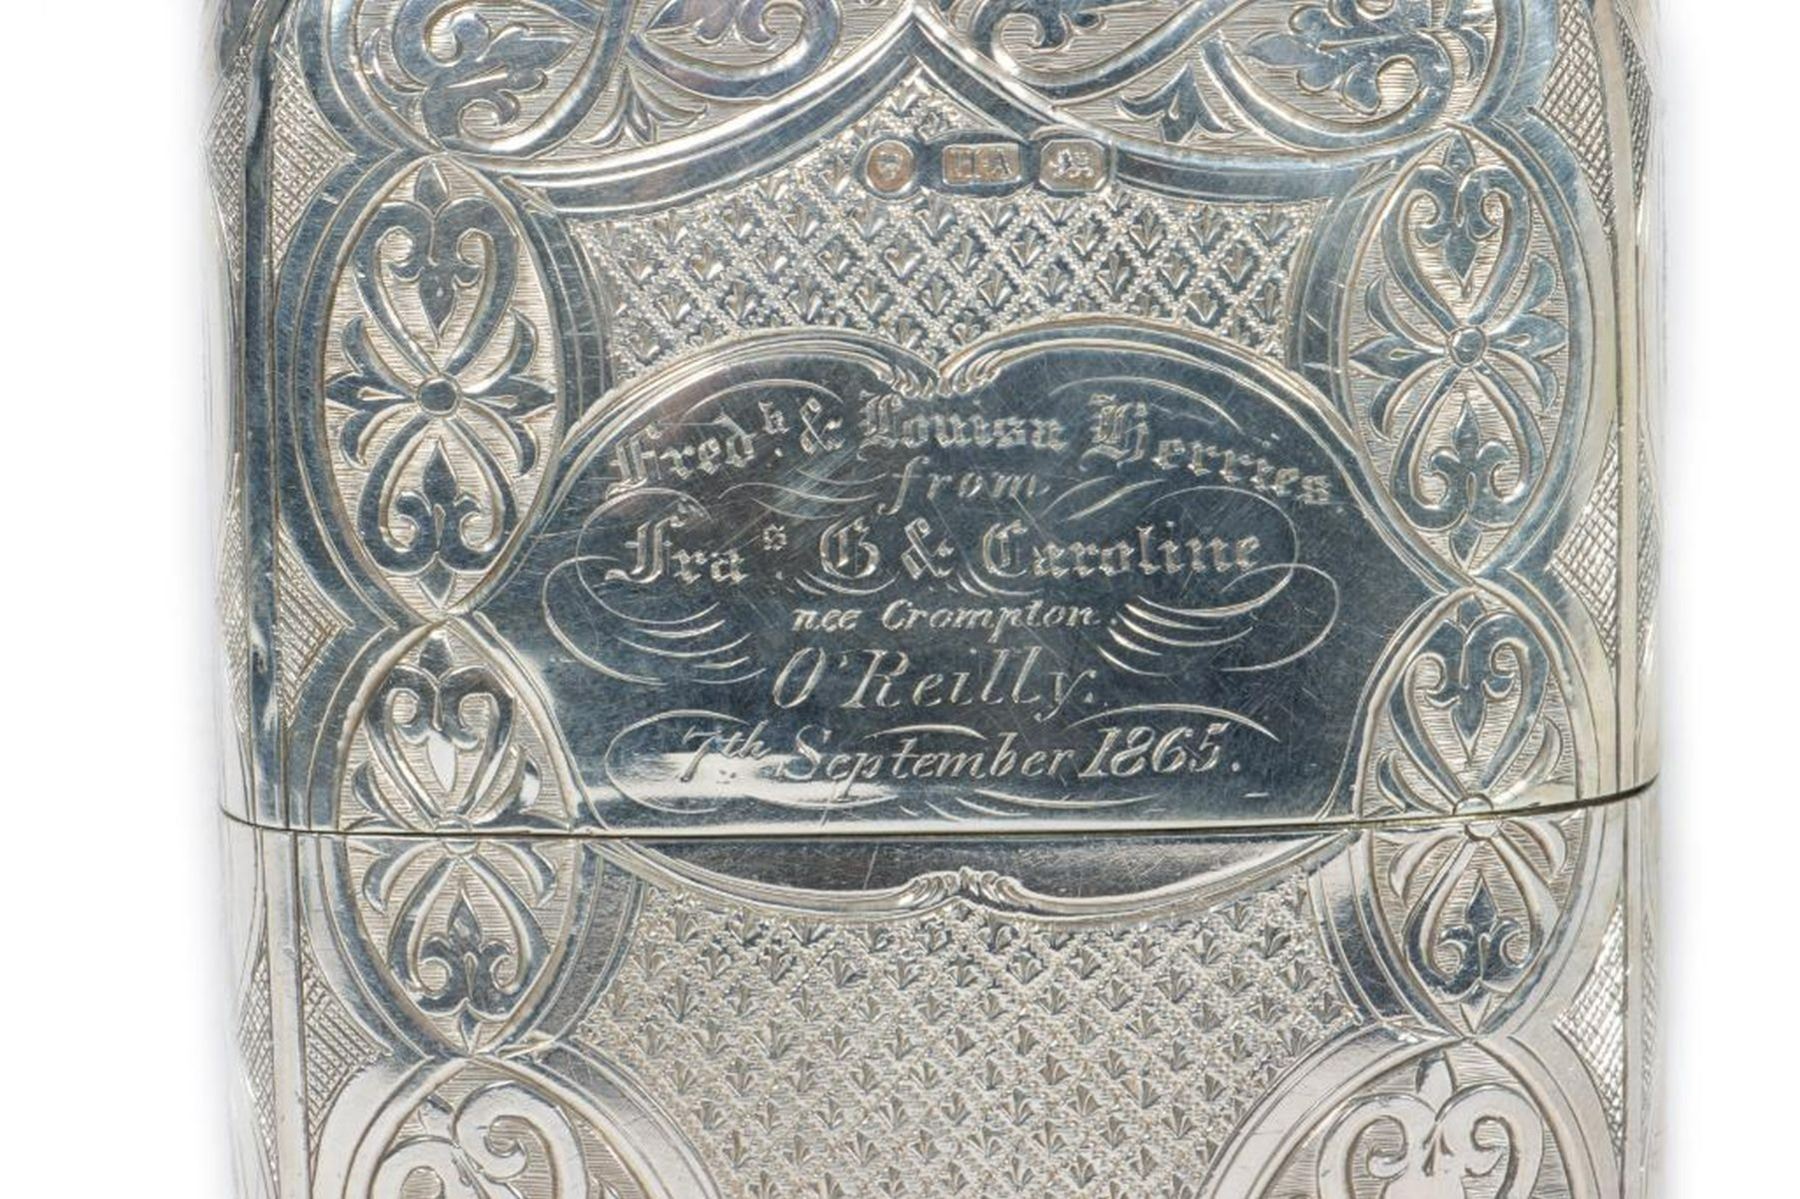 Fredk. & Louisa Herries
from
Fras. G & Caroline
nee Crompton.
O'Reilly.
7th September 1865.